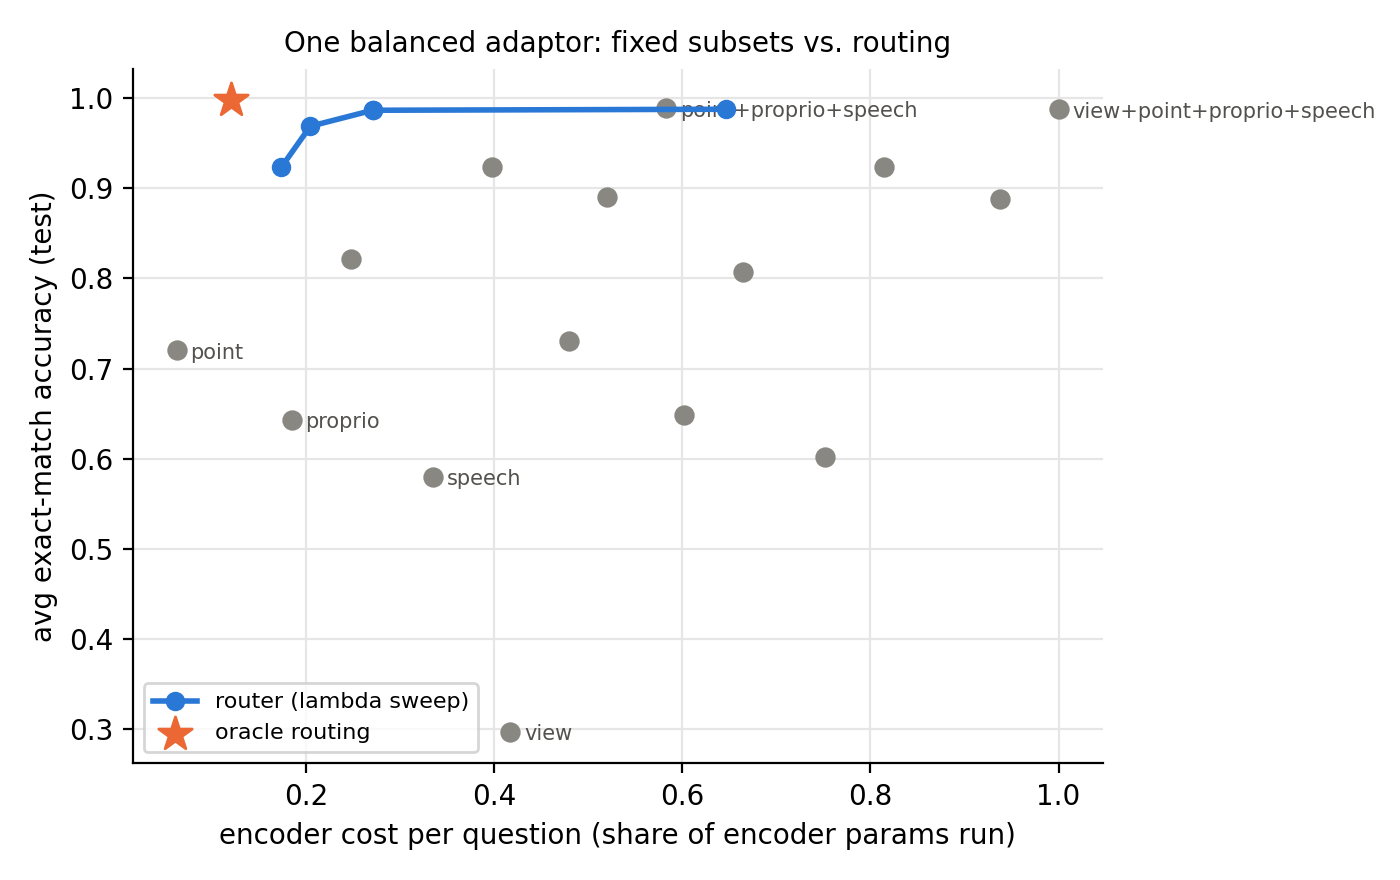 One balanced adaptor: fixed subsets vs. routing
avg exact-match accuracy (test)
1.0
0.9
0.8
0.7
0.6
0.5
0.4
0.3
point+proprio+speech
view+point+proprio+speech
point
proprio
speech
view
router (lambda sweep)
oracle routing
0.2
0.4
0.6
0.8
1.0
encoder cost per question (share of encoder params run)